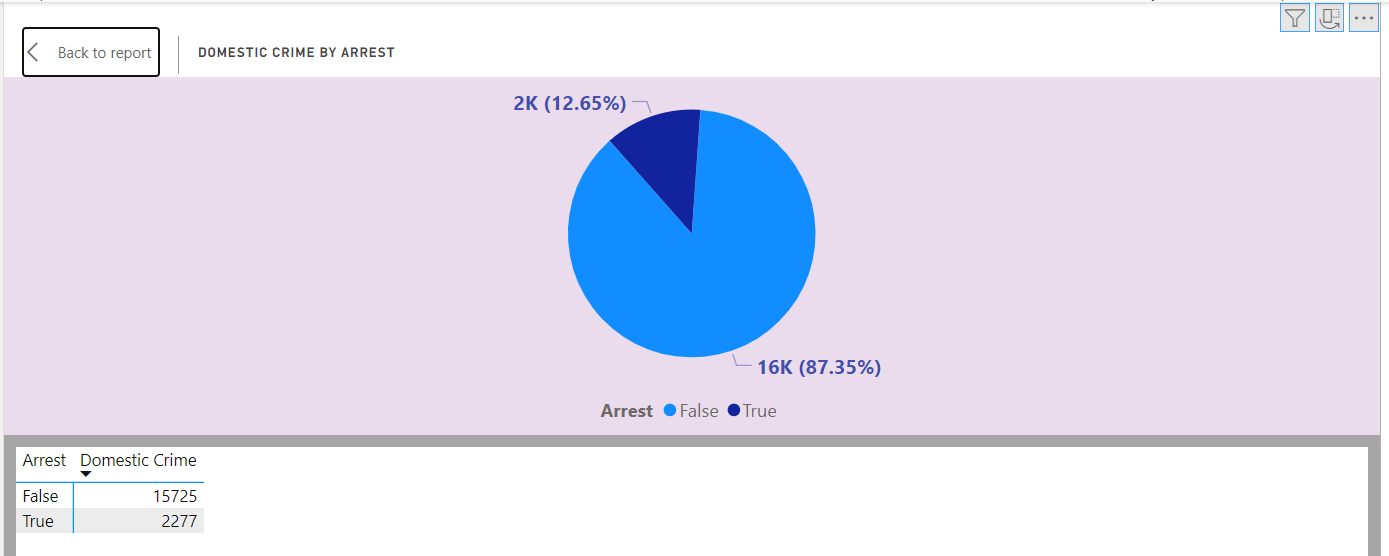 Back to report
DOMESTIC CRIME BY ARREST
2K (12.65%)
16K (87.35%)
Arrest False True
Arrest Domestic Crime
False 15725
True 2277